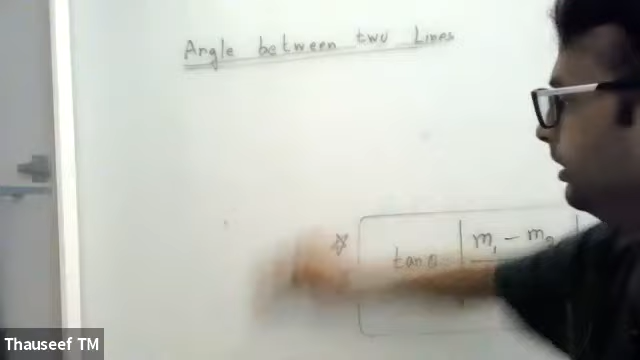 Angle between two Lines
tan θ = | m₁ - m₂ |
Thauseef TM